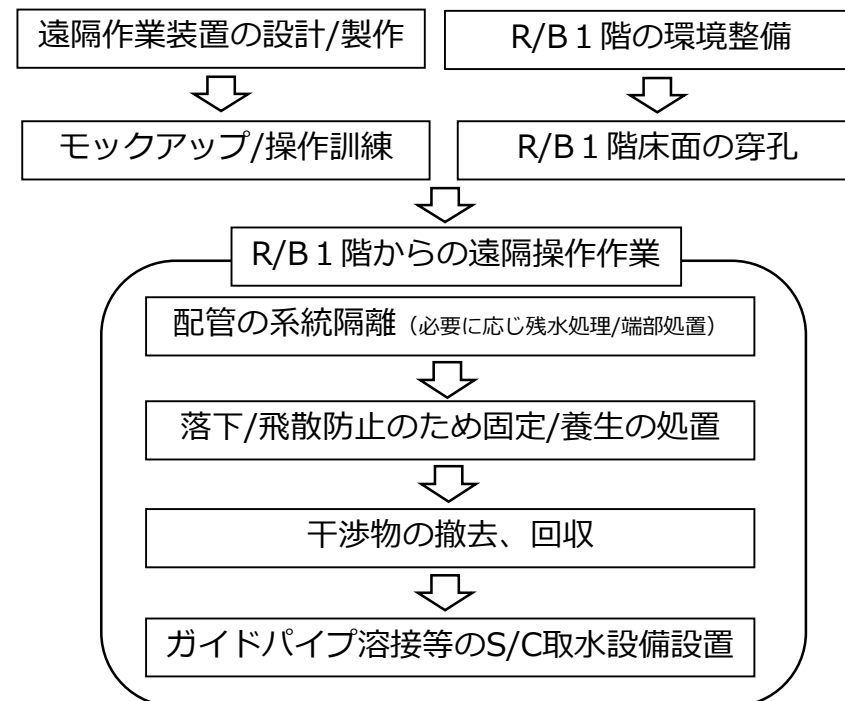 遠隔作業装置の設計/製作
R/B１階の環境整備
モックアップ/操作訓練
R/B１階床面の穿孔
R/B１階からの遠隔操作作業
配管の系統隔離（必要に応じ残水処理/端部処置）
落下/飛散防止のため固定/養生の処置
干渉物の撤去、回収
ガイドパイプ溶接等のS/C取水設備設置